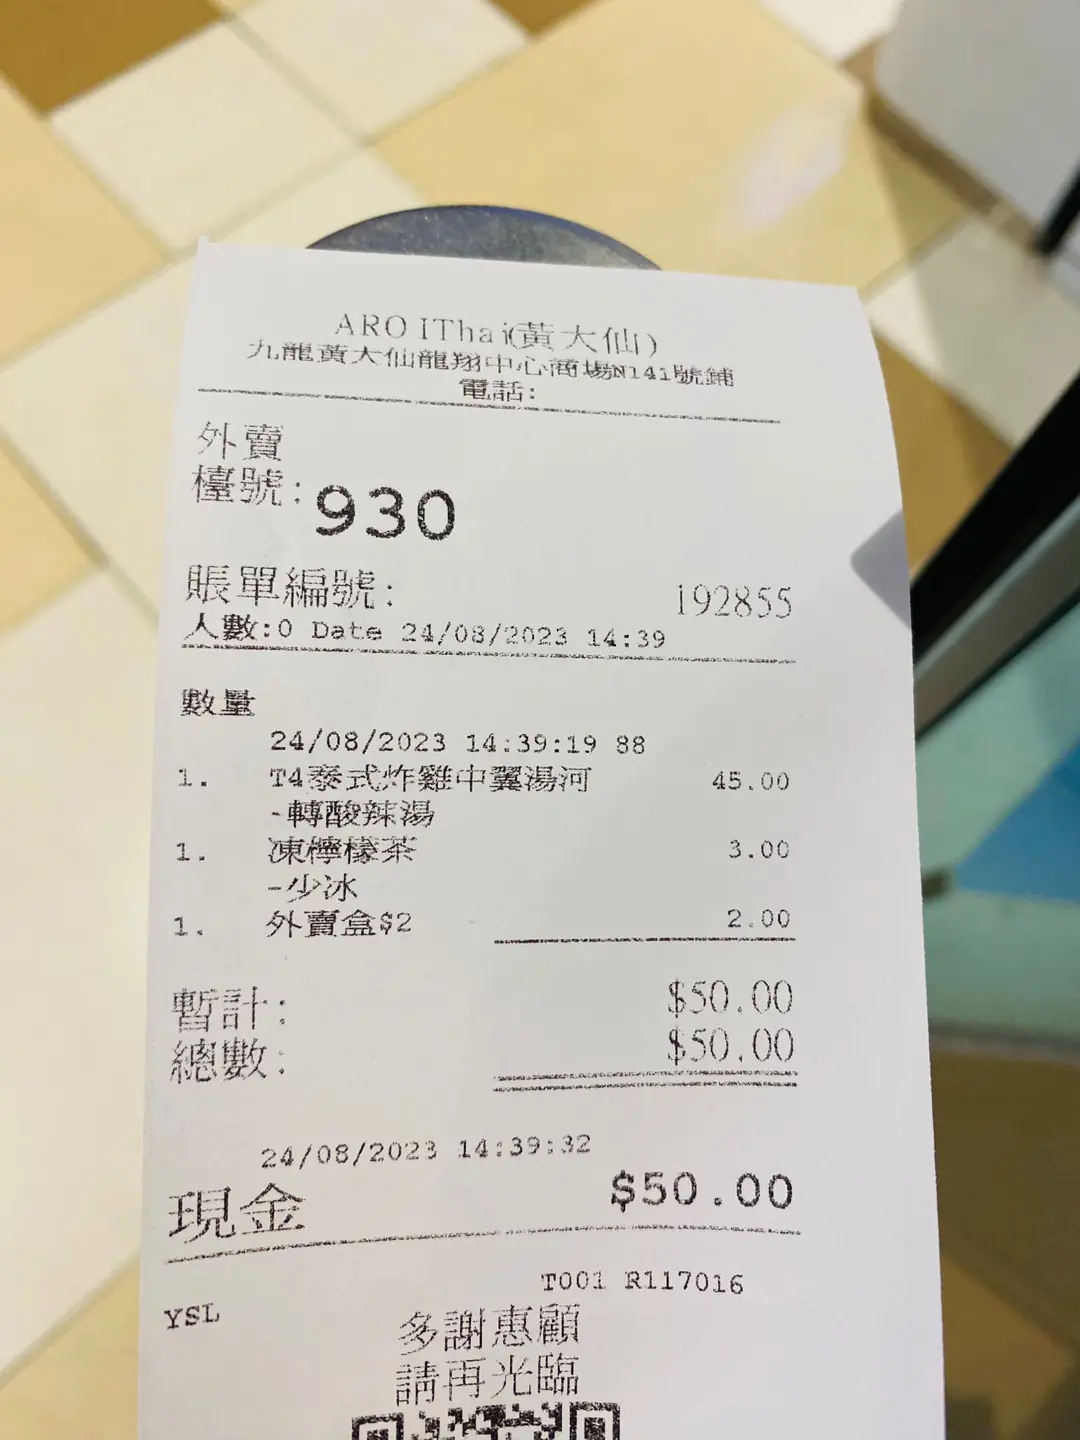 ARO IThai(黃大仙)
九龍黃大仙龍翔中心商場N141號鋪
電話:
外賣
檯號: 930
賬單編號: 192855
人數:0 Date 24/08/2023 14:39
數量
24/08/2023 14:39:19 88
1. T4泰式炸雞中翼湯河 45.00
-轉酸辣湯
1. 凍檸檬茶 3.00
-少冰
1. 外賣盒$2 2.00
暫計: $50.00
總數: $50.00
24/08/2023 14:39:32
現金 $50.00
T001 R117016
YSL
多謝惠顧
請再光臨